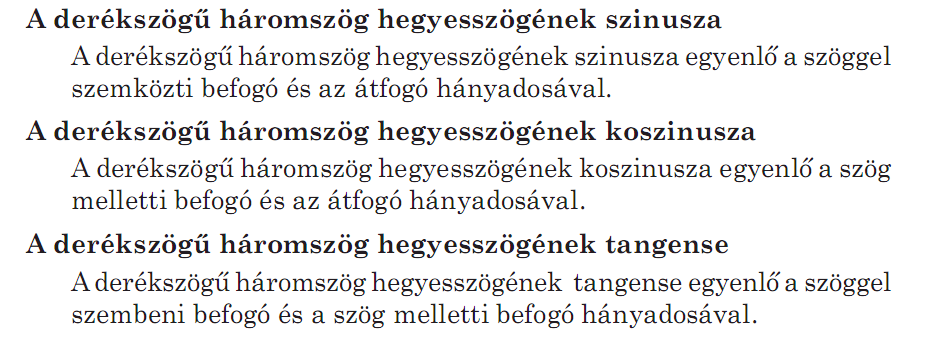 A derékszögű háromszög hegyesszögének szinusza
A derékszögű háromszög hegyesszögének szinusza egyenlő a szöggel
szemközti befogó és az átfogó hányadosával.
A derékszögű háromszög hegyesszögének koszinusza
A derékszögű háromszög hegyesszögének koszinusza egyenlő a szög
melletti befogó és az átfogó hányadosával.
A derékszögű háromszög hegyesszögének tangense
A derékszögű háromszög hegyesszögének tangense egyenlő a szöggel
szembeni befogó és a szög melletti befogó hányadosával.